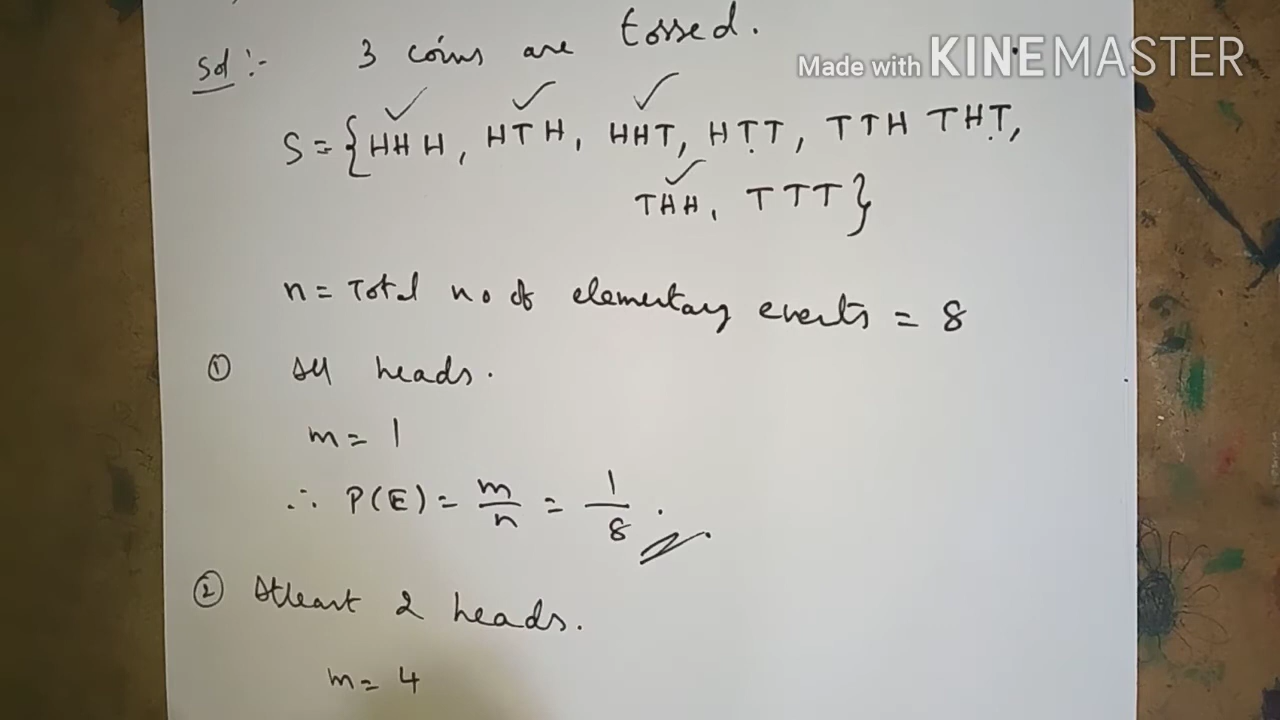 Sol :- 3 coins are tossed.
Made with KINEMASTER
S = { HHH, HTH, HHT, HTT, TTH THT,
THH, TTT }
n = Total no of elementary events = 8
① All heads.
m = 1
∴ P(E) = m/n = 1/8.
② Atleast 2 heads.
m = 4